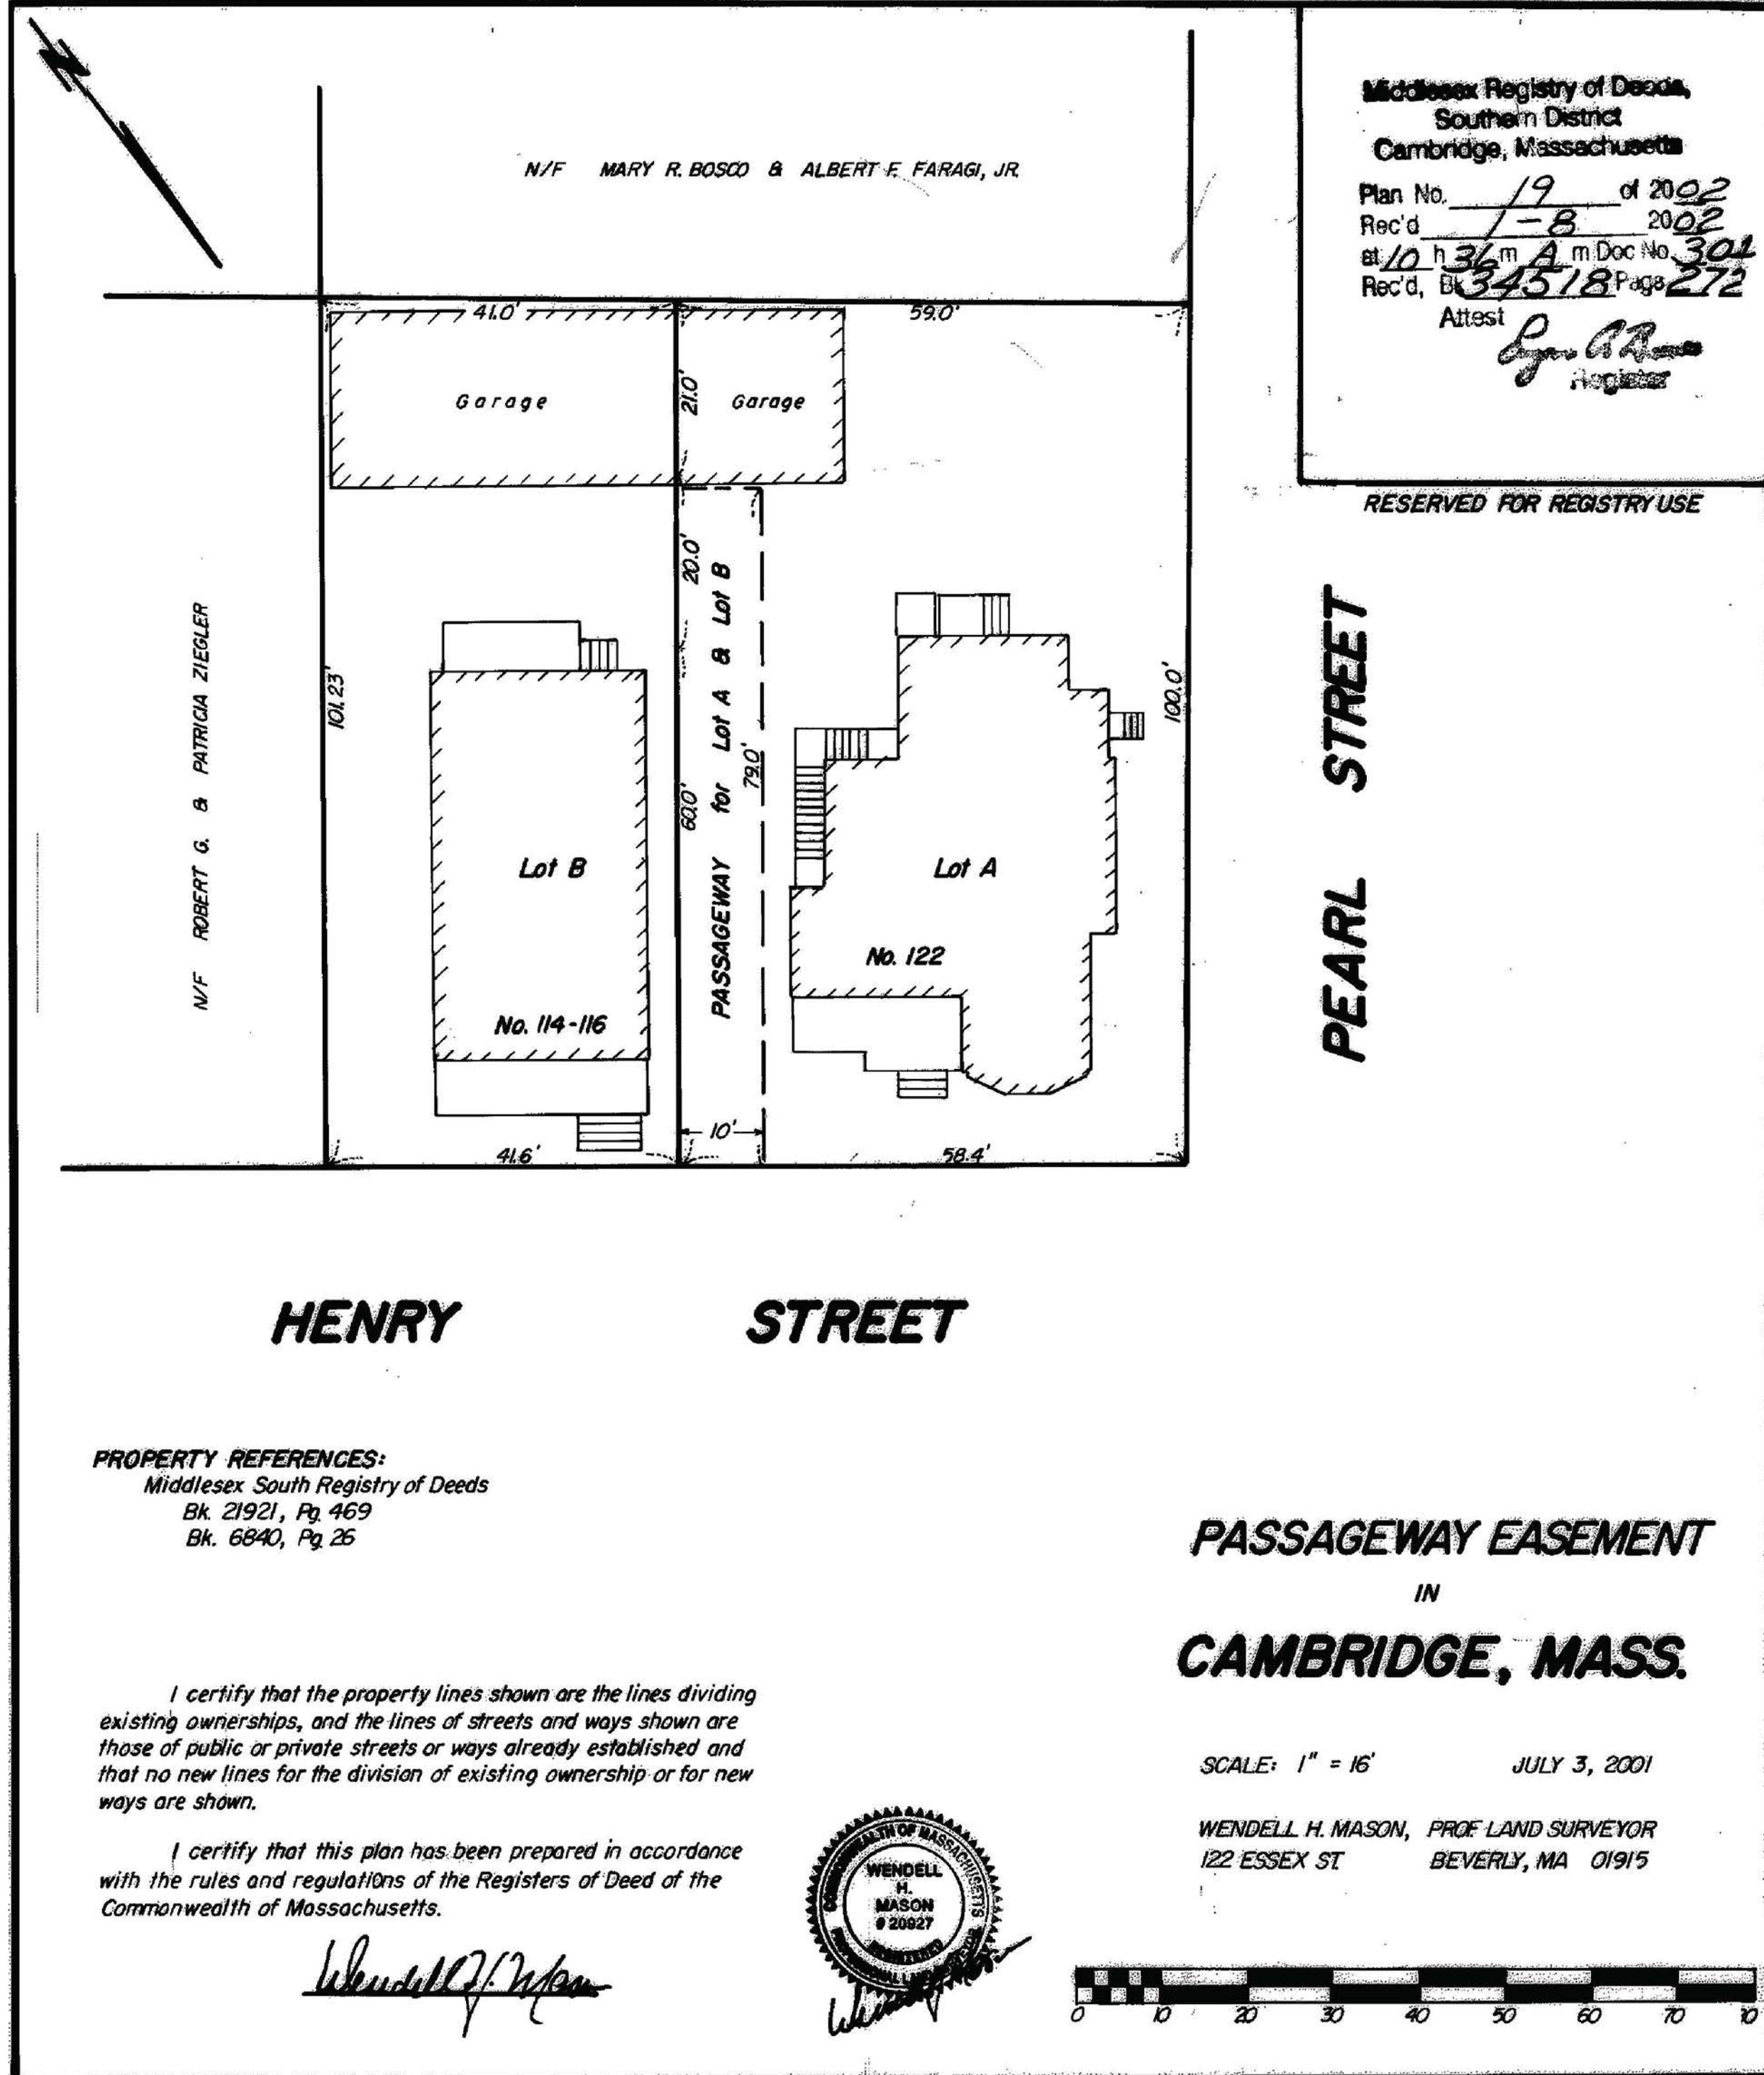 N
N/F MARY R. BOSCO & ALBERT F. FARAGI, JR.
Middlesex Registry of Deeds,
Southern District
Cambridge, Massachusetts
Plan No. 19 of 2002
Rec'd 1-8 2002
at 10 h 36 m A m Doc No. 301
Rec'd, Bk 34518 Page 272
Attest
Register
RESERVED FOR REGISTRY USE
41.0'
59.0'
Garage
21.0'
Garage
20.0'
N/F ROBERT G. & PATRICIA ZIEGLER
101.23'
60.0'
PASSAGEWAY for Lot A & Lot B
79.0'
100.0'
Lot B
Lot A
No. 122
No. 114-116
10'
41.6'
58.4'
PEARL STREET
HENRY STREET
PROPERTY REFERENCES:
Middlesex South Registry of Deeds
Bk. 21921, Pg. 469
Bk. 6840, Pg. 26
PASSAGEWAY EASEMENT
IN
CAMBRIDGE, MASS.
I certify that the property lines shown are the lines dividing
existing ownerships, and the lines of streets and ways shown are
those of public or private streets or ways already established and
that no new lines for the division of existing ownership or for new
ways are shown.
I certify that this plan has been prepared in accordance
with the rules and regulations of the Registers of Deed of the
Commonwealth of Massachusetts.
Wendell H. Mason
COMMONWEALTH OF MASSACHUSETTS
WENDELL
H.
MASON
# 20927
REGISTERED
PROFESSIONAL LAND SURVEYOR
SCALE: 1" = 16' JULY 3, 2001
WENDELL H. MASON, PROF LAND SURVEYOR
122 ESSEX ST. BEVERLY, MA 01915
0 10 20 30 40 50 60 70